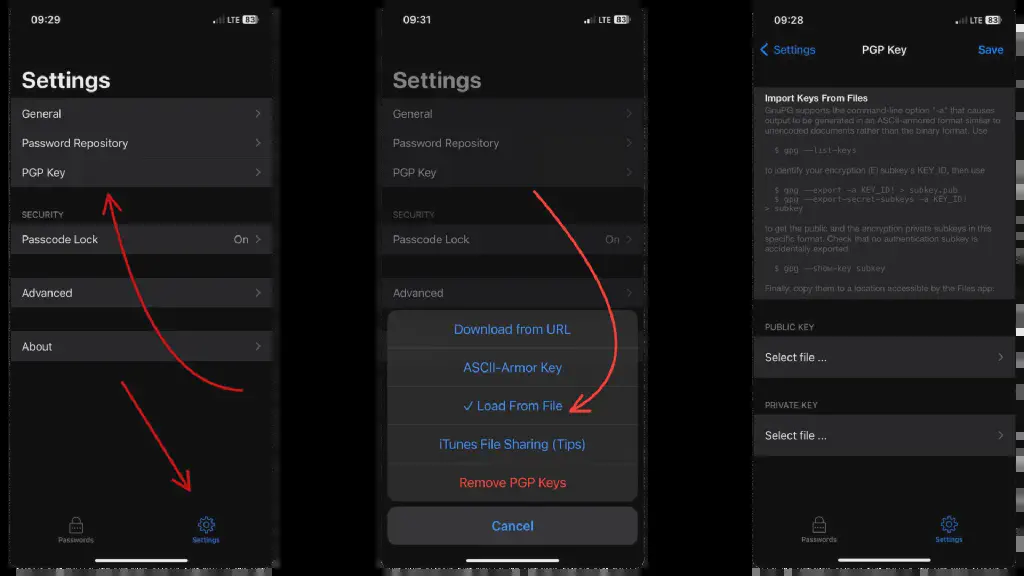 09:29
LTE 83
Settings
General
Password Repository
PGP Key
SECURITY
Passcode Lock
On
Advanced
About
Passwords
Settings
09:31
LTE 83
Settings
General
Password Repository
PGP Key
SECURITY
Passcode Lock
On
Advanced
Download from URL
ASCII-Armor Key
✓ Load From File
iTunes File Sharing (Tips)
Remove PGP Keys
Cancel
09:28
LTE 83
Settings
PGP Key
Save
Import Keys From Files
GnuPG supports the command-line option "-a" that causes
output to be generated in an ASCII-armored format similar to
uuencoded documents rather than the binary format. Use
$ gpg --list-keys
to identify your encryption (E) subkey's KEY_ID, then use
$ gpg --export -a KEY_ID! > subkey.pub
$ gpg --export-secret-subkeys -a KEY_ID!
> subkey
to get the public and the encryption private subkeys in this
specific format. Check that no authentication subkey is
accidentally exported.
$ gpg --show-key subkey
Finally, copy them to a location accessible by the Files app.
PUBLIC KEY
Select file ...
PRIVATE KEY
Select file ...
Passwords
Settings